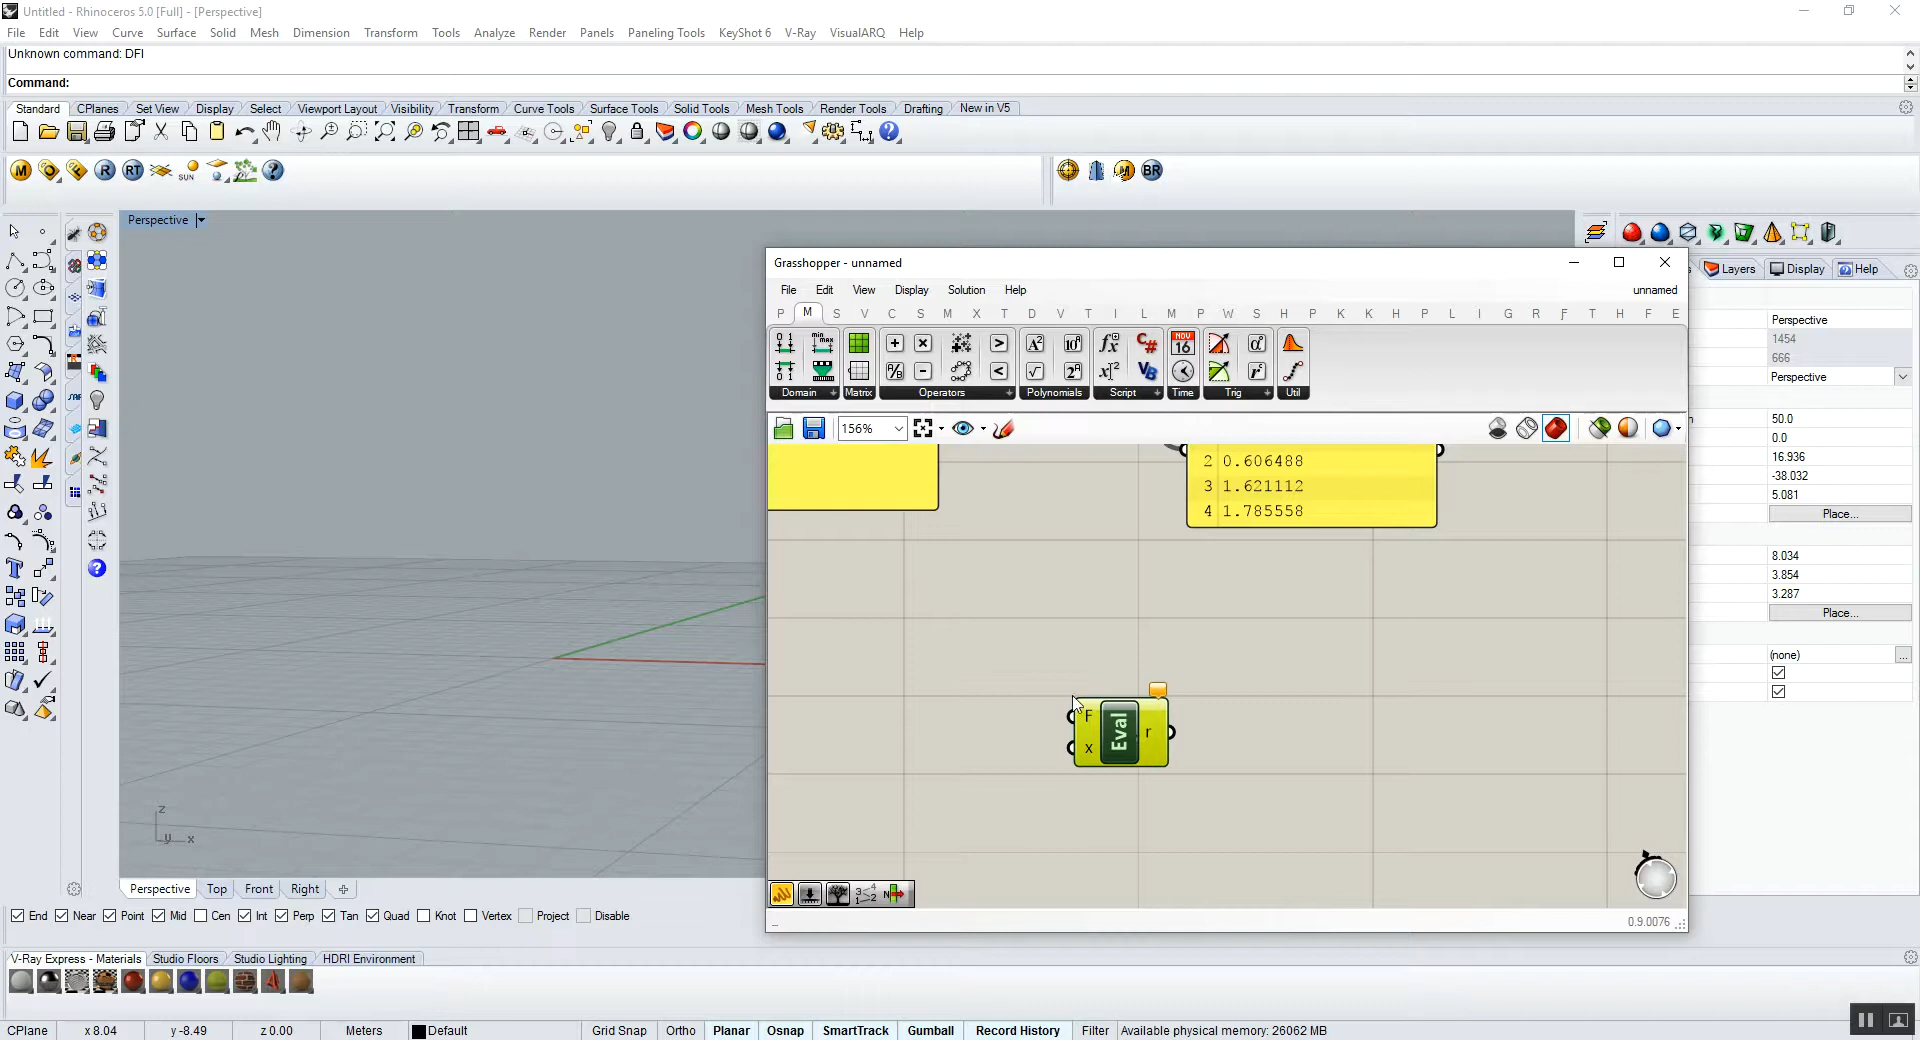 Untitled - Rhinoceros 5.0 [Full] - [Perspective]
File Edit View Curve Surface Solid Mesh Dimension Transform Tools Analyze Render Panels Paneling Tools KeyShot 6 V-Ray VisualARQ Help
Unknown command: DFI
Command:
Standard CPlanes Set View Display Select Viewport Layout Visibility Transform Curve Tools Surface Tools Solid Tools Mesh Tools Render Tools Drafting New in V5
M O F R RT SUN ? M BR
Perspective
Layers Display Help
Grasshopper - unnamed
File Edit View Display Solution Help unnamed
P M S V C S M X T D V T I L M P W S H P K K H P L I G R F T H F E
Domain Matrix Operators Polynomials Script Time Trig Util
156%
2 0.606488
3 1.621112
4 1.785558
F
x
Eval
r
0.9.0076
Perspective
1454
666
Perspective
50.0
0.0
16.936
-38.032
5.081
Place...
8.034
3.854
3.287
Place...
(none) ...
z
y x
Perspective Top Front Right
End Near Point Mid Cen Int Perp Tan Quad Knot Vertex Project Disable
V-Ray Express - Materials Studio Floors Studio Lighting HDRI Environment
CPlane x 8.04 y -8.49 z 0.00 Meters Default Grid Snap Ortho Planar Osnap SmartTrack Gumball Record History Filter Available physical memory: 26062 MB